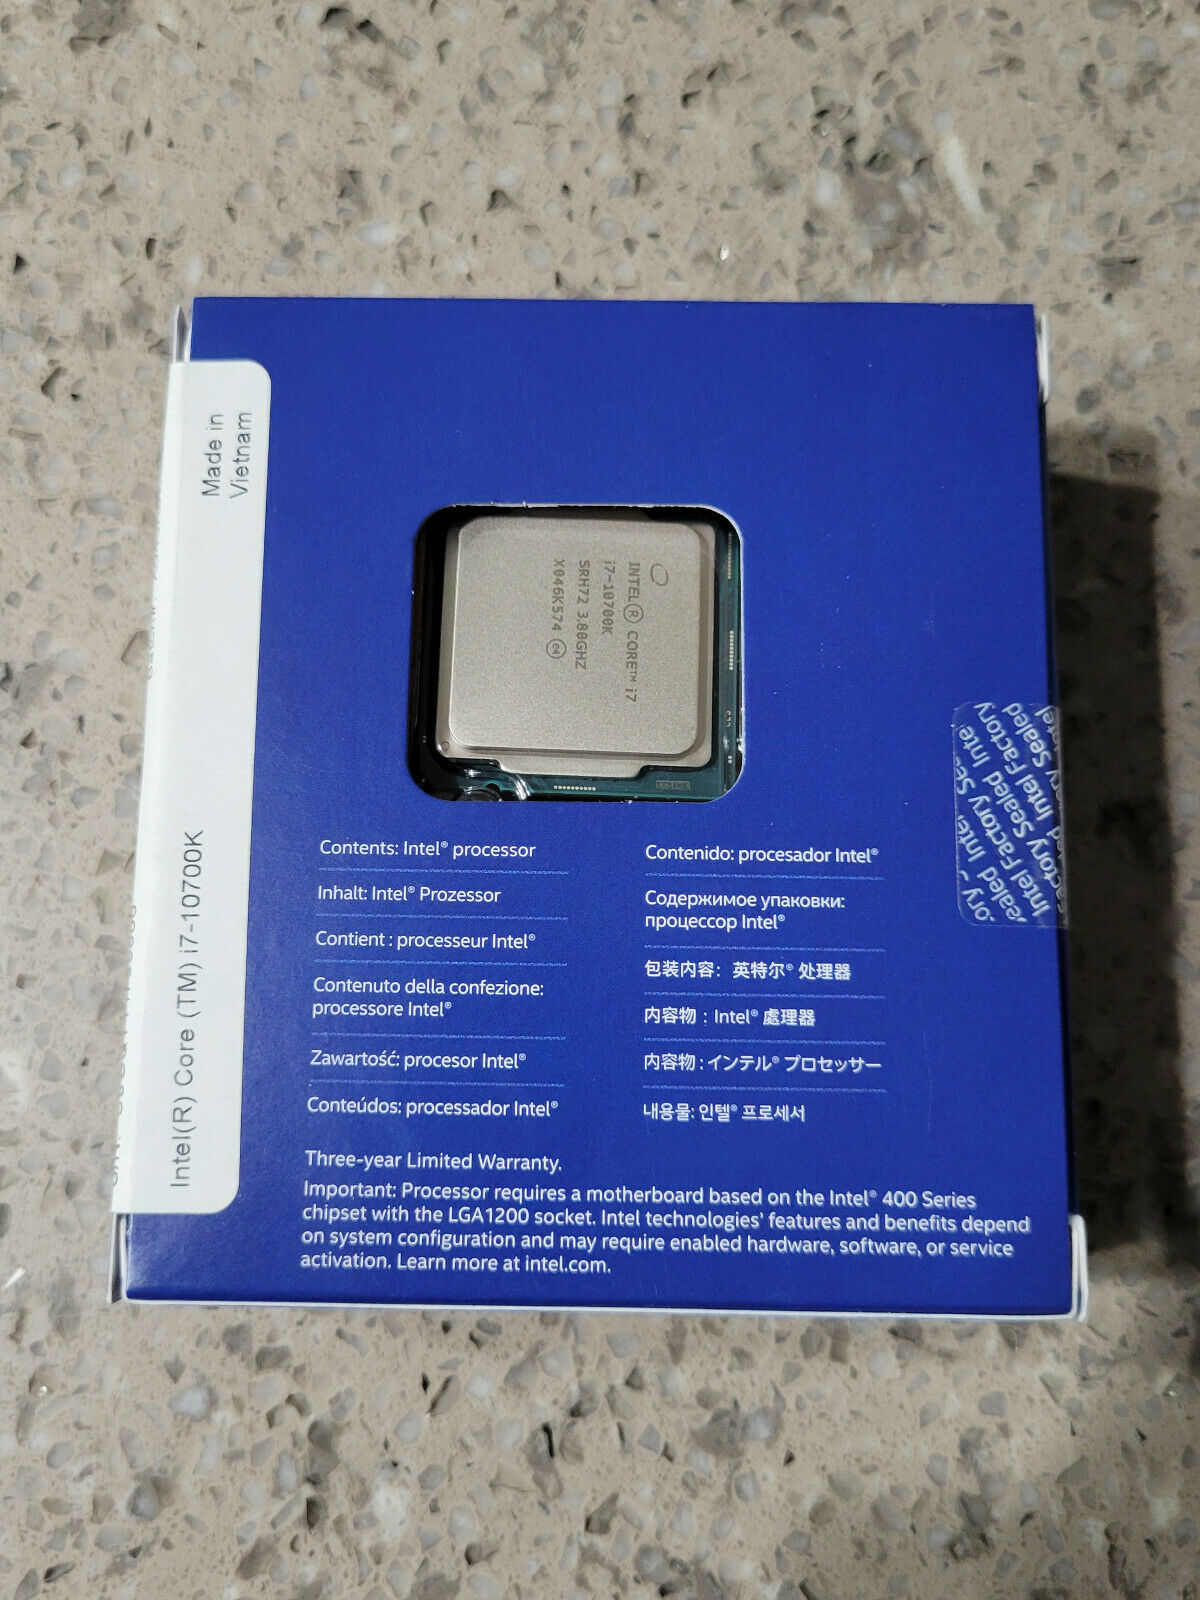 Made in
Vietnam
Intel(R) Core (TM) i7-10700K
INTEL® CORE™ i7
i7-10700K
SRH72 3.80GHZ
X046K574 e4
Contents: Intel® processor
Inhalt: Intel® Prozessor
Contient : processeur Intel®
Contenuto della confezione:
processore Intel®
Zawartość: procesor Intel®
Conteúdos: processador Intel®
Contenido: procesador Intel®
Содержимое упаковки:
процессор Intel®
包装内容：英特尔® 处理器
內容物：Intel® 處理器
内容物 : インテル® プロセッサー
내용물: 인텔® 프로세서
Three-year Limited Warranty.
Important: Processor requires a motherboard based on the Intel® 400 Series
chipset with the LGA1200 socket. Intel technologies' features and benefits depend
on system configuration and may require enabled hardware, software, or service
activation. Learn more at intel.com.
Intel Factory
Sealed Intel Factory
Sealed Intel